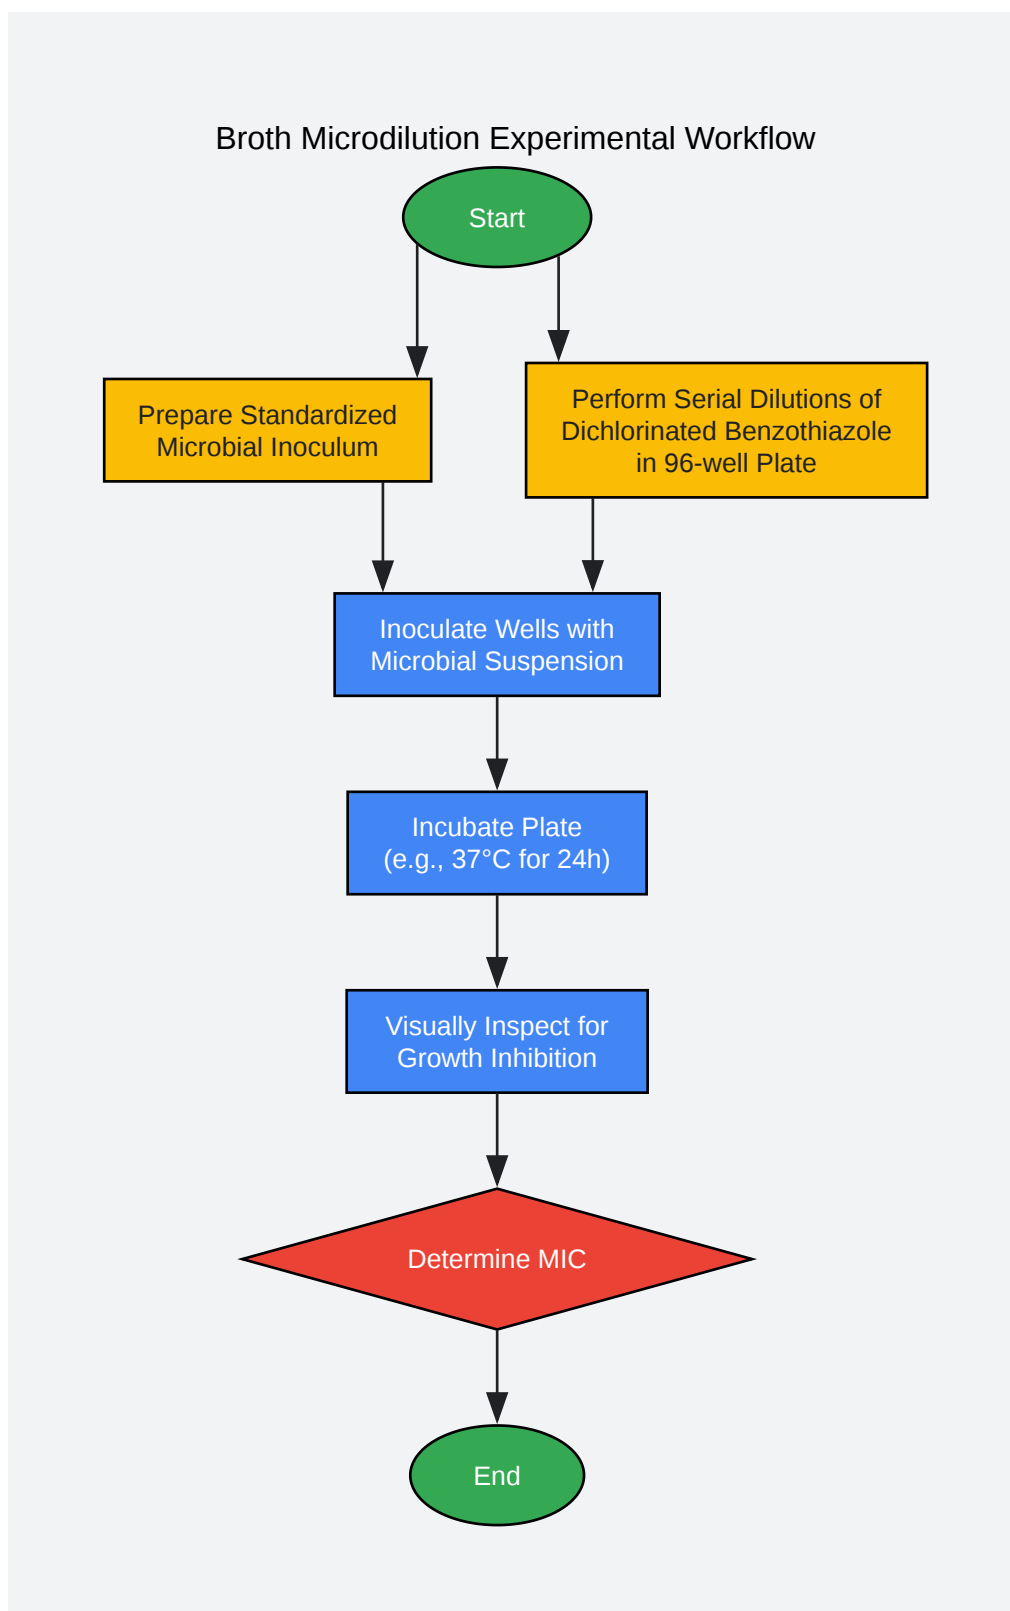 Broth Microdilution Experimental Workflow
Start
Prepare Standardized
Microbial Inoculum
Perform Serial Dilutions of
Dichlorinated Benzothiazole
in 96-well Plate
Inoculate Wells with
Microbial Suspension
Incubate Plate
(e.g., 37°C for 24h)
Visually Inspect for
Growth Inhibition
Determine MIC
End